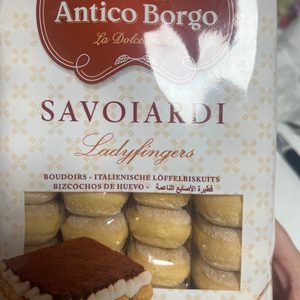 Antico Borgo
La Dolce
SAVOIARDI
Ladyfingers
BOUDOIRS - ITALIENISCHE LÖFFELBISKUITS
BIZCOCHOS DE HUEVO - قطيرة الأصابع الناعمة